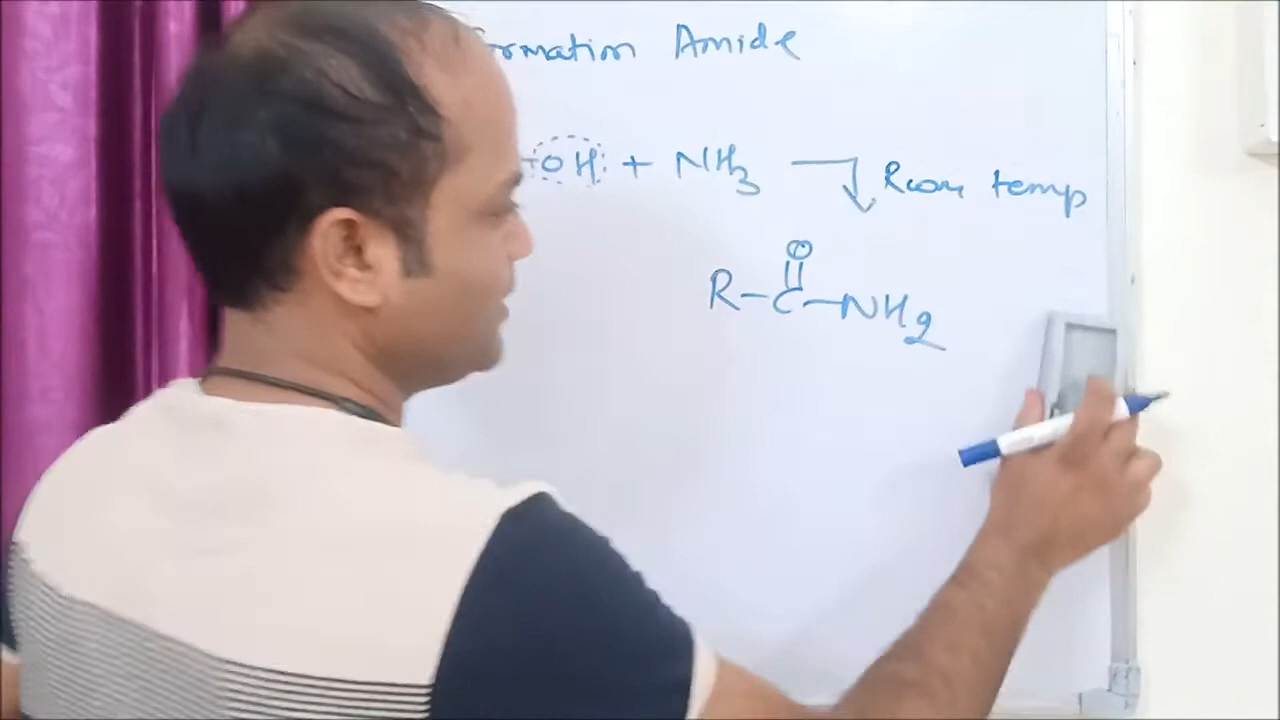 ormation Amide
-OH + NH3 → Room temp
R-C-NH2
O